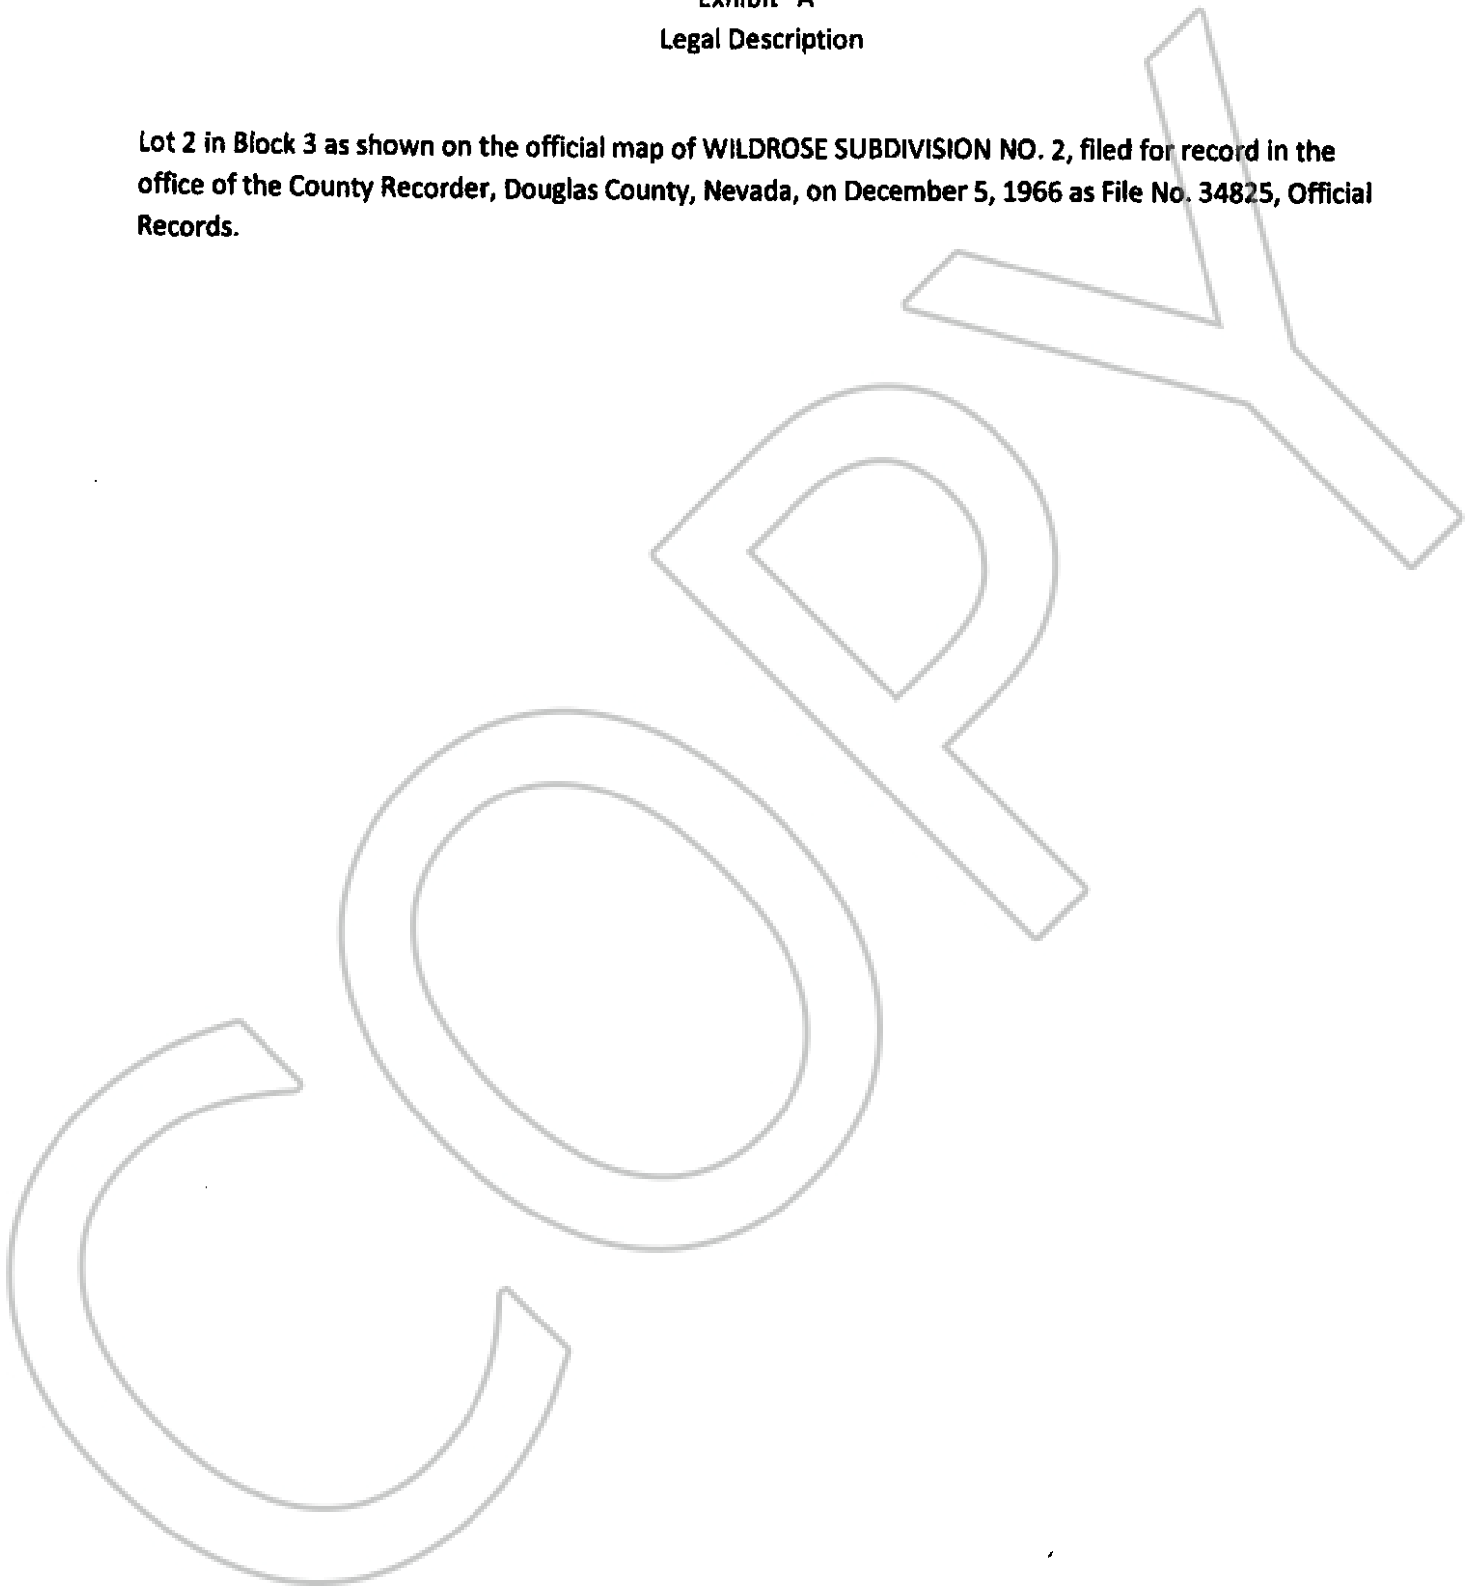 Exhibit "A"
Legal Description
Lot 2 in Block 3 as shown on the official map of WILDROSE SUBDIVISION NO. 2, filed for record in the
office of the County Recorder, Douglas County, Nevada, on December 5, 1966 as File No. 34825, Official
Records.
COPY